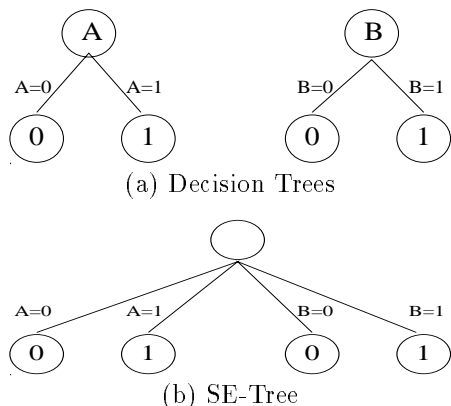 A B
A=0 A=1 B=0 B=1
0 1 0 1
(a) Decision Trees
A=0 A=1 B=0 B=1
0 1 0 1
(b) SE-Tree